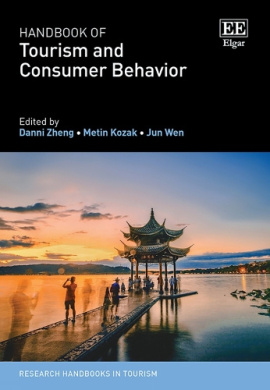 HANDBOOK OF
Tourism and
Consumer Behavior
EE
Elgar
Edited by
Danni Zheng • Metin Kozak • Jun Wen
RESEARCH HANDBOOKS IN TOURISM